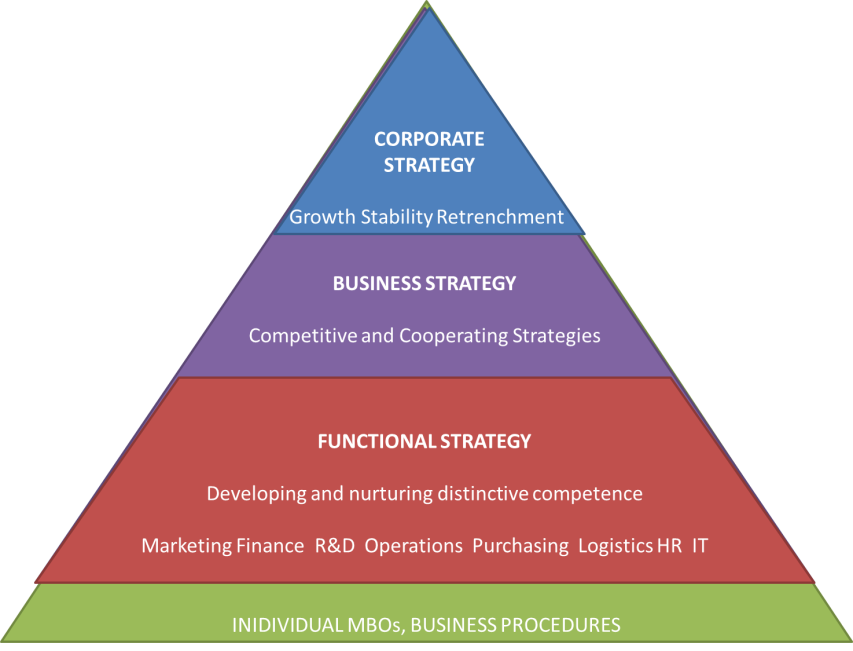 CORPORATE
STRATEGY
Growth Stability Retrenchment
BUSINESS STRATEGY
Competitive and Cooperating Strategies
FUNCTIONAL STRATEGY
Developing and nurturing distinctive competence
Marketing Finance R&D Operations Purchasing Logistics HR IT
INIDIVIDUAL MBOs, BUSINESS PROCEDURES